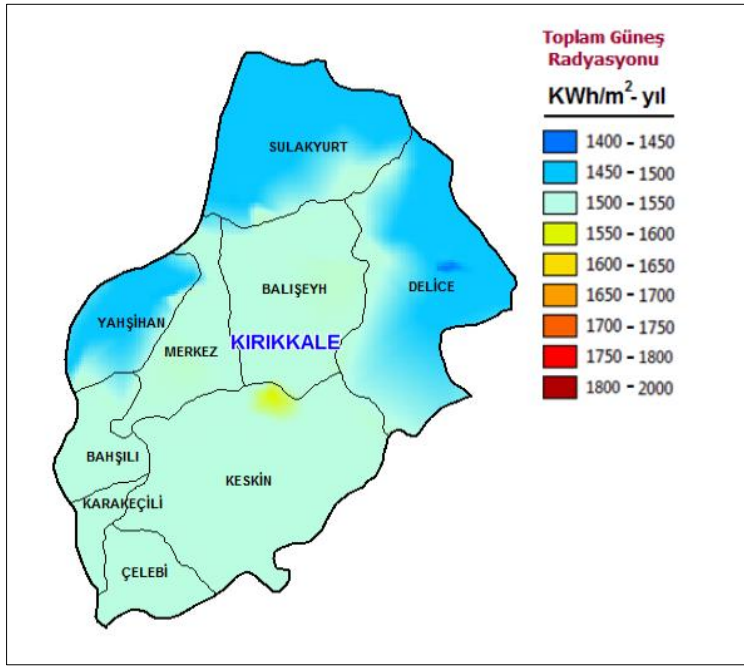 Toplam Güneş
Radyasyonu
KWh/m²- yıl
1400 - 1450
1450 - 1500
1500 - 1550
1550 - 1600
1600 - 1650
1650 - 1700
1700 - 1750
1750 - 1800
1800 - 2000
SULAKYURT
BALIŞEYH
DELİCE
YAHŞİHAN
KIRIKKALE
MERKEZ
BAHŞILI
KESKİN
KARAKEÇİLİ
ÇELEBİ